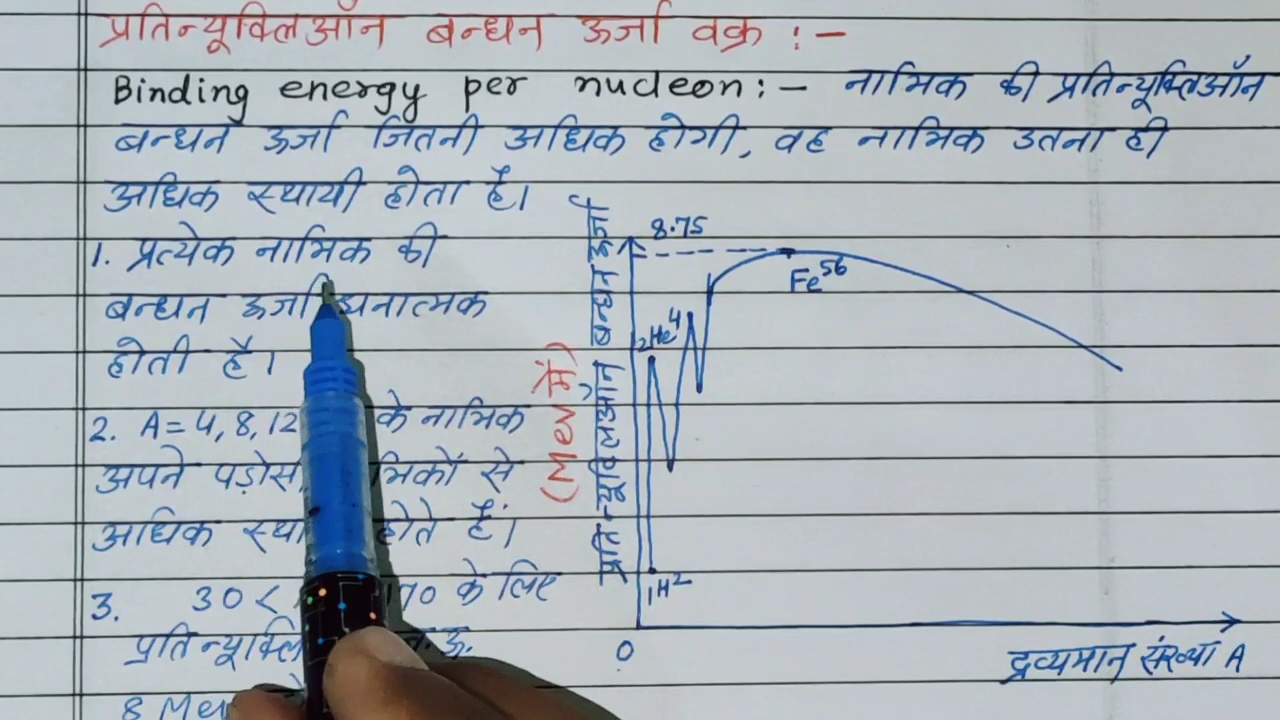 प्रतिन्यूक्लिऑन बन्धन ऊर्जा वक्र :-
Binding energy per nucleon:- नाभिक की प्रतिन्यूक्लिऑन
बन्धन ऊर्जा जितनी अधिक होगी, वह नाभिक उतना ही
अधिक स्थायी होता है।
1. प्रत्येक नाभिक की
बन्धन ऊर्जा धनात्मक
होती है।
2. A=4,8,12 के नाभिक
अपने से
अधिक होते हैं।
3. 30< 170 के लिए
8 Mev
प्रति न्यूक्लिऑन बन्धन ऊर्जा
(Mev में)
8.75
Fe⁵⁶
₂He⁴
₁H²
0
द्रव्यमान संख्या A